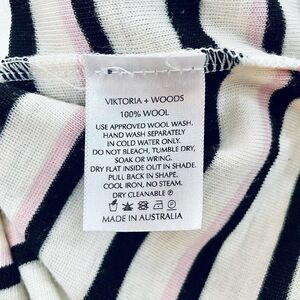 VIKTORIA + WOODS
100% WOOL
USE APPROVED WOOL WASH.
HAND WASH SEPARATELY
IN COLD WATER ONLY.
DO NOT BLEACH, TUMBLE DRY,
SOAK OR WRING.
DRY FLAT INSIDE OUT IN SHADE.
PULL BACK IN SHAPE.
COOL IRON, NO STEAM.
DRY CLEANABLE ®
MADE IN AUSTRALIA